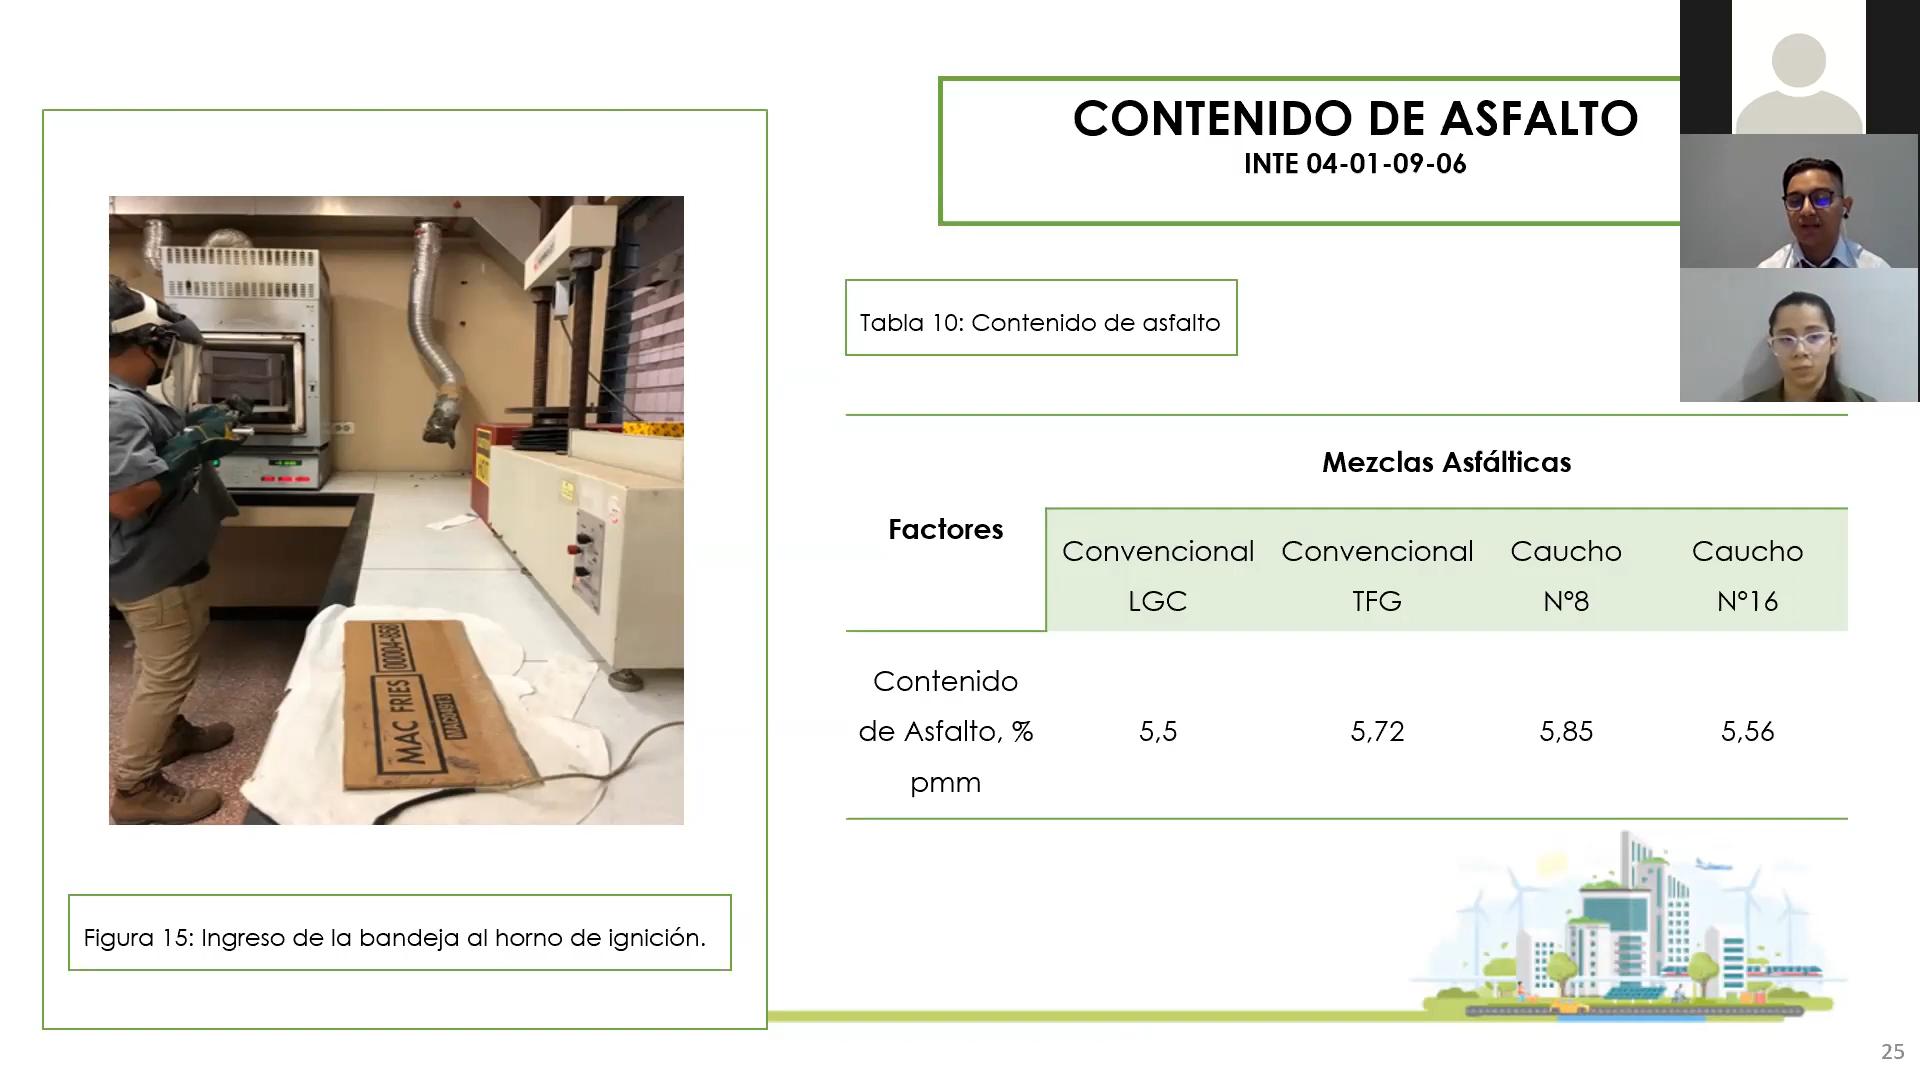 CONTENIDO DE ASFALTO
INTE 04-01-09-06
MAC FRIES
00004-858
Figura 15: Ingreso de la bandeja al horno de ignición.
Tabla 10: Contenido de asfalto
Mezclas Asfálticas
Factores
Convencional LGC
Convencional TFG
Caucho N°8
Caucho N°16
Contenido
de Asfalto, %
pmm
5,5
5,72
5,85
5,56
25